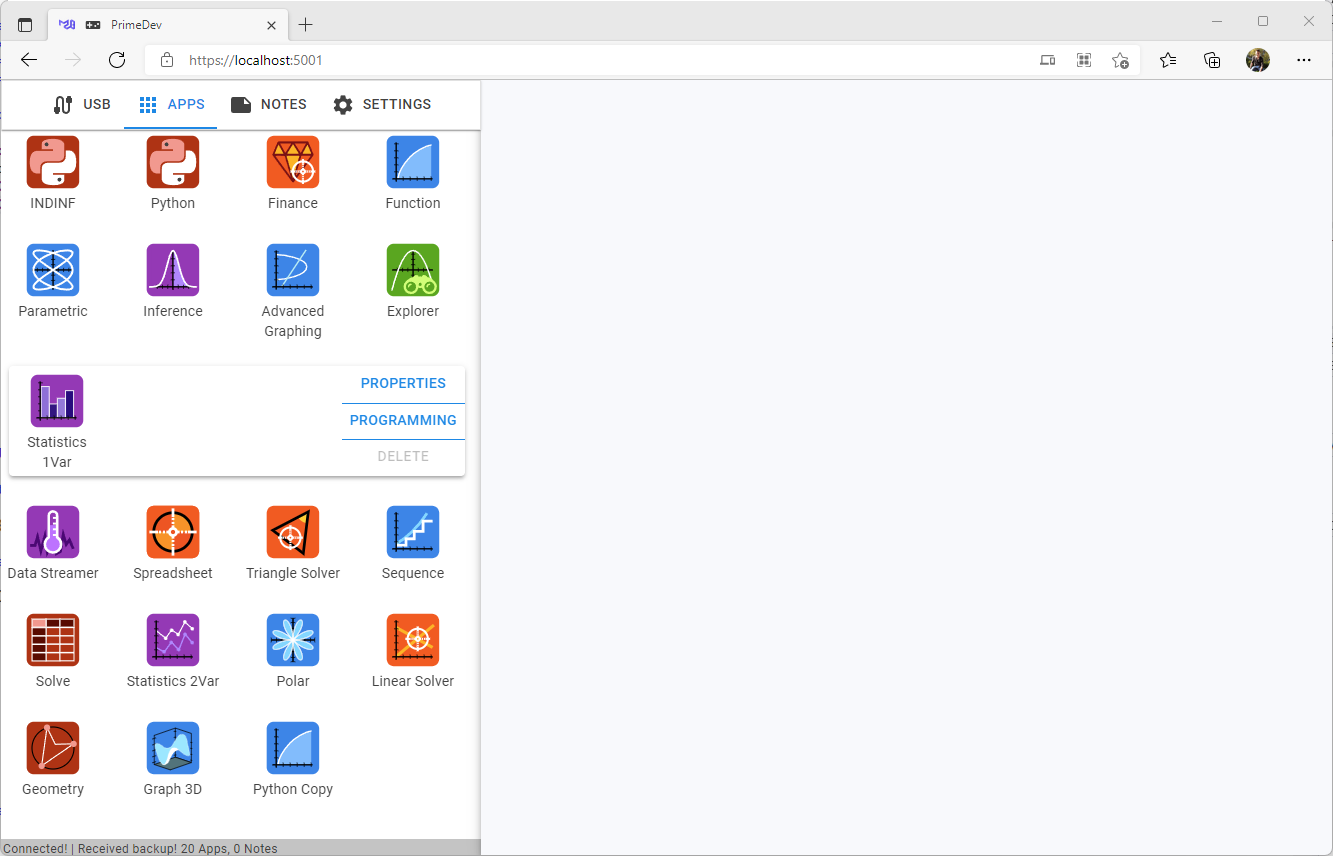 PrimeDev
https://localhost:5001
USB APPS NOTES SETTINGS
INDINF Python Finance Function
Parametric Inference Advanced Graphing Explorer
Statistics 1Var
PROPERTIES
PROGRAMMING
DELETE
Data Streamer Spreadsheet Triangle Solver Sequence
Solve Statistics 2Var Polar Linear Solver
Geometry Graph 3D Python Copy
Connected! | Received backup! 20 Apps, 0 Notes